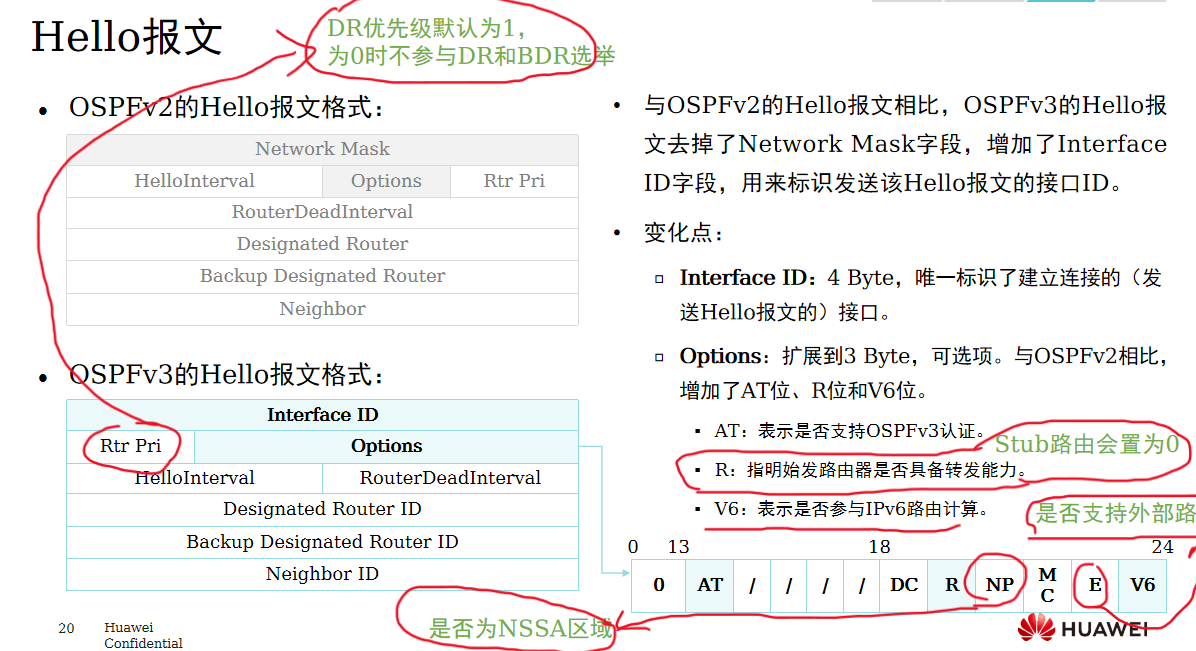 Hello报文
DR优先级默认为1，
为0时不参与DR和BDR选举
• OSPFv2的Hello报文格式：
Network Mask
HelloInterval Options Rtr Pri
RouterDeadInterval
Designated Router
Backup Designated Router
Neighbor
• OSPFv3的Hello报文格式：
Interface ID
Rtr Pri Options
HelloInterval RouterDeadInterval
Designated Router ID
Backup Designated Router ID
Neighbor ID
• 与OSPFv2的Hello报文相比，OSPFv3的Hello报
文去掉了Network Mask字段，增加了Interface
ID字段，用来标识发送该Hello报文的接口ID。
• 变化点：
Interface ID：4 Byte，唯一标识了建立连接的（发
送Hello报文的）接口。
Options：扩展到3 Byte，可选项。与OSPFv2相比，
增加了AT位、R位和V6位。
AT：表示是否支持OSPFv3认证。
Stub路由会置为0
R：指明始发路由器是否具备转发能力。
V6：表示是否参与IPv6路由计算。
是否支持外部路
0 13 18 24
0 AT / / / / DC R NP M
C E V6
是否为NSSA区域
20 Huawei
Confidential
HUAWEI